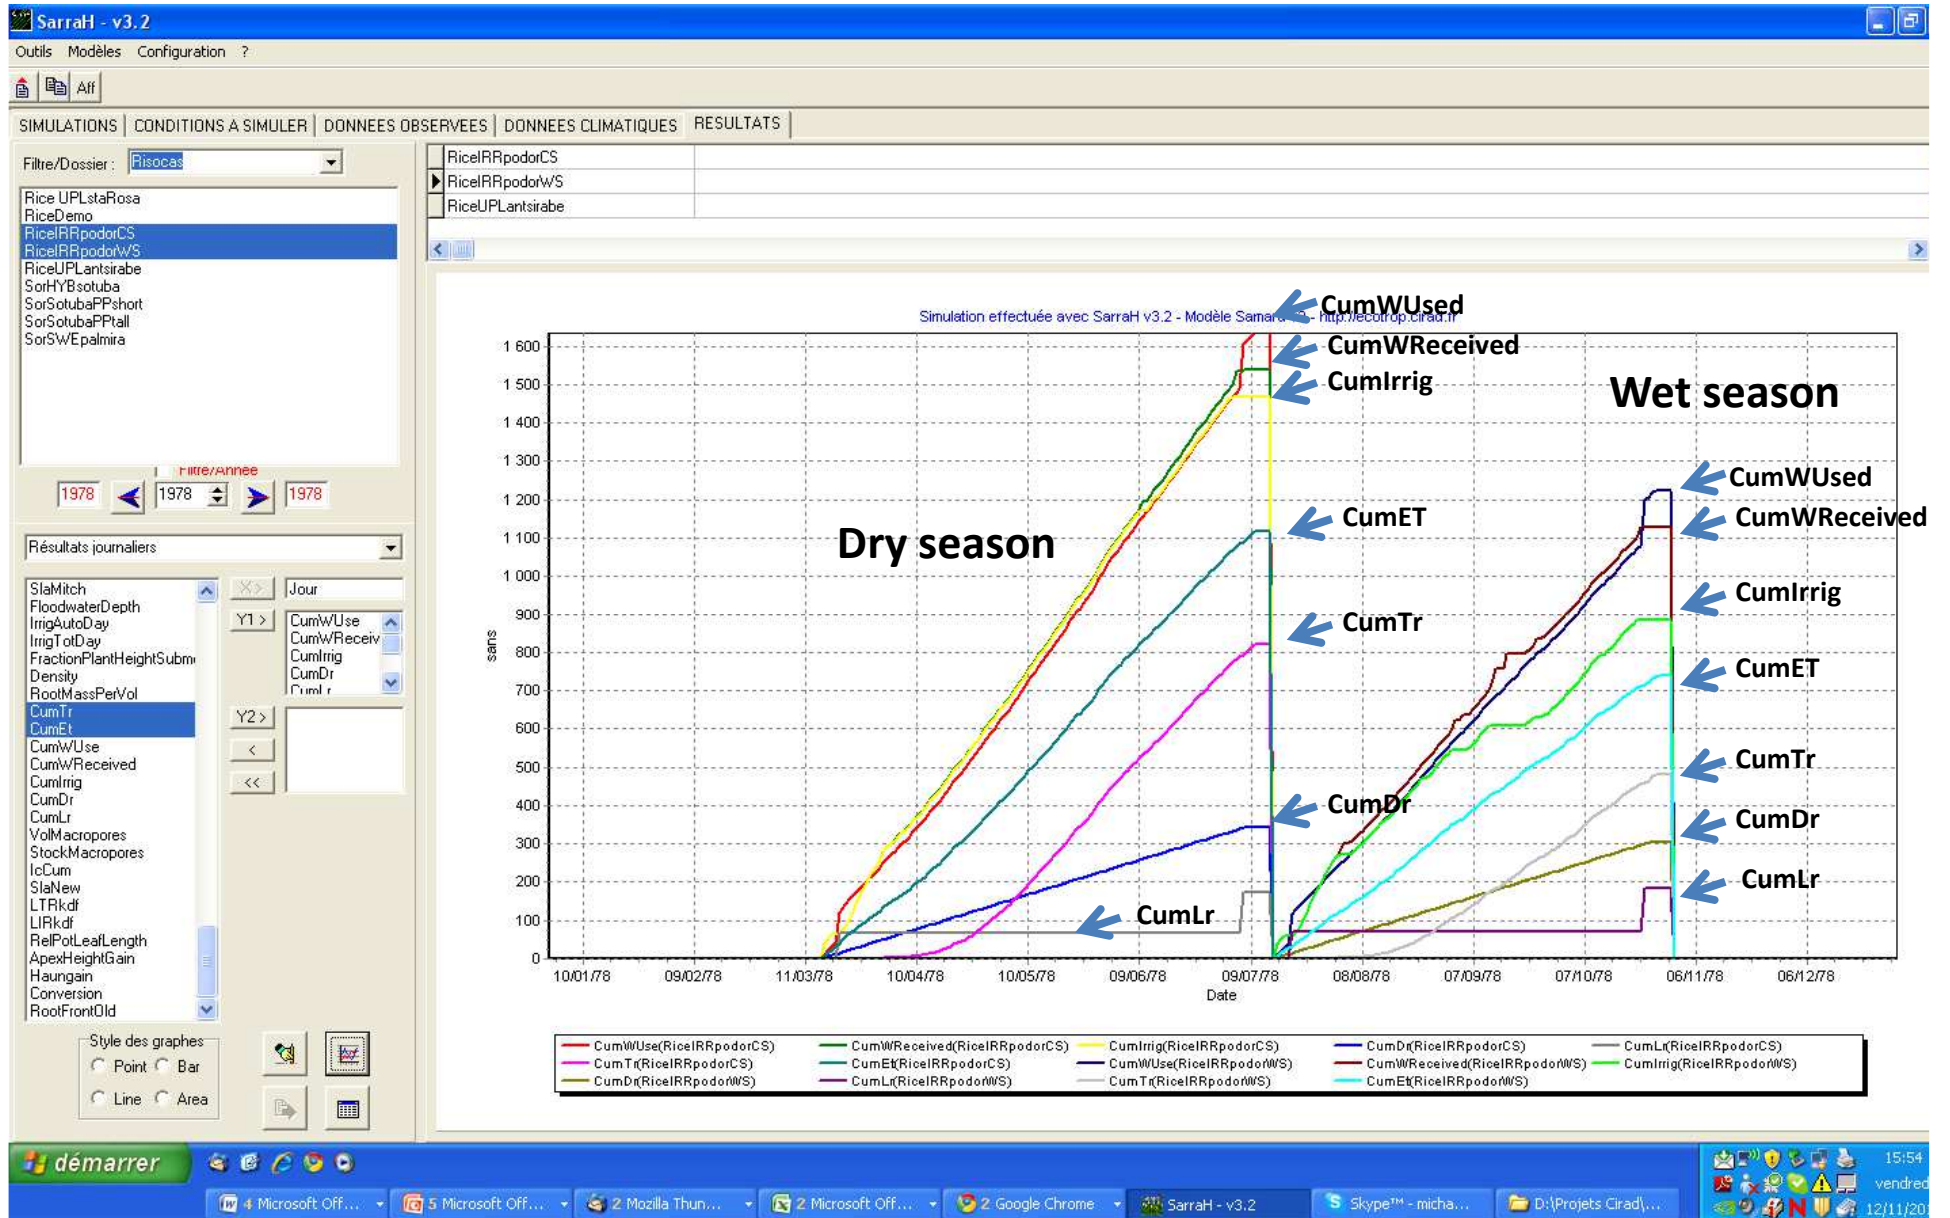 SarraH - v3.2
Outils Modèles Configuration ?
Aff
SIMULATIONS CONDITIONS A SIMULER DONNEES OBSERVEES DONNEES CLIMATIQUES RESULTATS
Filtre/Dossier : Risocas
Rice UPLstaRosa
RiceDemo
RiceIRRpodorCS
RiceIRRpodorWS
RiceUPLantsirabe
SorHYBsotuba
SorSotubaPPshort
SorSotubaPPtall
SorSWEpalmira
Filtre/Année
1978 1978 1978
Résultats journaliers
SlaMitch
FloodwaterDepth
IrrigAutoDay
IrrigTotDay
FractionPlantHeightSubm
Density
RootMassPerVol
CumTr
CumEt
CumWUse
CumWReceived
CumIrrig
CumDr
CumLr
VolMacropores
StockMacropores
IcCum
SlaNew
LTRkdf
LIRkdf
RelPotLeafLength
ApexHeightGain
Haungain
Conversion
RootFrontOld
X >
Y1 >
Y2 >
<
<<
Jour
CumWUse
CumWReceiv
CumIrrig
CumDr
CumLr
Style des graphes
Point Bar
Line Area
RiceIRRpodorCS
RiceIRRpodorWS
RiceUPLantsirabe
Simulation effectuée avec SarraH v3.2 - Modèle Samara - http://ecotrop.cirad.fr
CumWUsed
CumWReceived
CumIrrig
Dry season
Wet season
CumET
CumTr
CumDr
CumLr
CumWUsed
CumWReceived
CumIrrig
CumET
CumTr
CumDr
CumLr
sans
1 600
1 500
1 400
1 300
1 200
1 100
1 000
900
800
700
600
500
400
300
200
100
0
10/01/78 09/02/78 11/03/78 10/04/78 10/05/78 09/06/78 09/07/78 08/08/78 07/09/78 07/10/78 06/11/78 06/12/78
Date
CumWUse(RiceIRRpodorCS) CumWReceived(RiceIRRpodorCS) CumIrrig(RiceIRRpodorCS) CumDr(RiceIRRpodorCS) CumLr(RiceIRRpodorCS)
CumTr(RiceIRRpodorCS) CumEt(RiceIRRpodorCS) CumWUse(RiceIRRpodorWS) CumWReceived(RiceIRRpodorWS) CumIrrig(RiceIRRpodorWS)
CumDr(RiceIRRpodorWS) CumLr(RiceIRRpodorWS) CumTr(RiceIRRpodorWS) CumEt(RiceIRRpodorWS)
démarrer
15:54
vendred
12/11/20
4 Microsoft Off... 5 Microsoft Off... 2 Mozilla Thun... 2 Microsoft Off... 2 Google Chrome SarraH - v3.2 Skype™ - micha... D:\Projets Cirad\...